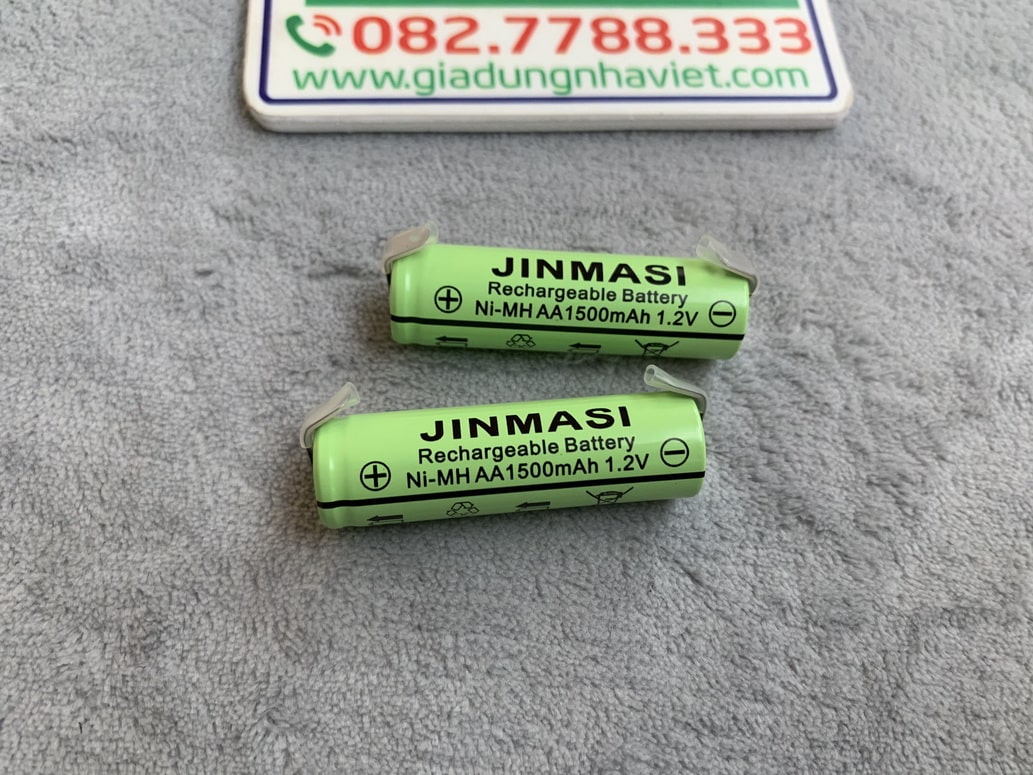 082.7788.333
www.giadungnhaviet.com
JINMASI
Rechargeable Battery
Ni-MH AA1500mAh 1.2V
JINMASI
Rechargeable Battery
Ni-MH AA1500mAh 1.2V